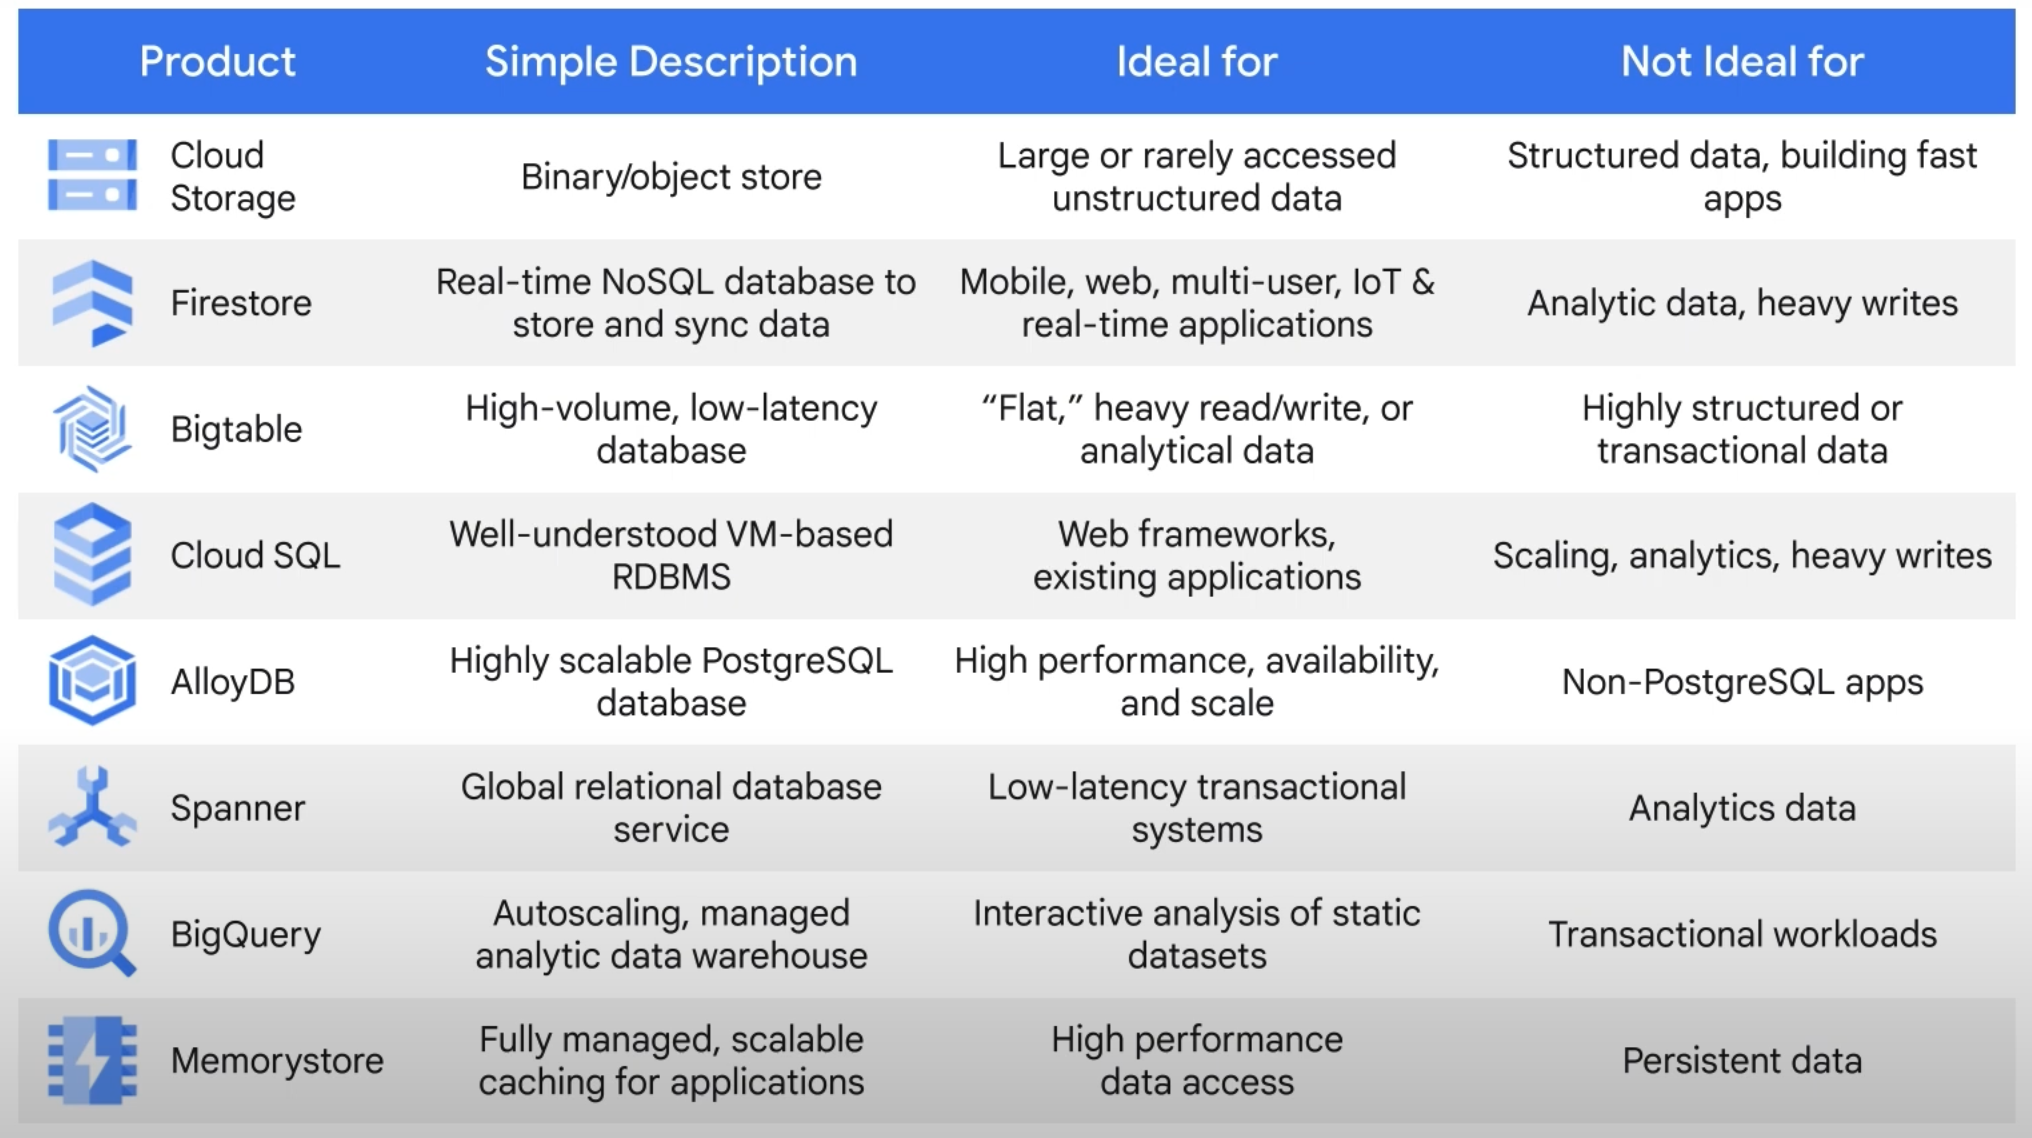 Product
Simple Description
Ideal for
Not Ideal for
Cloud
Storage
Binary/object store
Large or rarely accessed
unstructured data
Structured data, building fast
apps
Firestore
Real-time NoSQL database to
store and sync data
Mobile, web, multi-user, IoT &
real-time applications
Analytic data, heavy writes
Bigtable
High-volume, low-latency
database
“Flat,” heavy read/write, or
analytical data
Highly structured or
transactional data
Cloud SQL
Well-understood VM-based
RDBMS
Web frameworks,
existing applications
Scaling, analytics, heavy writes
AlloyDB
Highly scalable PostgreSQL
database
High performance, availability,
and scale
Non-PostgreSQL apps
Spanner
Global relational database
service
Low-latency transactional
systems
Analytics data
BigQuery
Autoscaling, managed
analytic data warehouse
Interactive analysis of static
datasets
Transactional workloads
Memorystore
Fully managed, scalable
caching for applications
High performance
data access
Persistent data